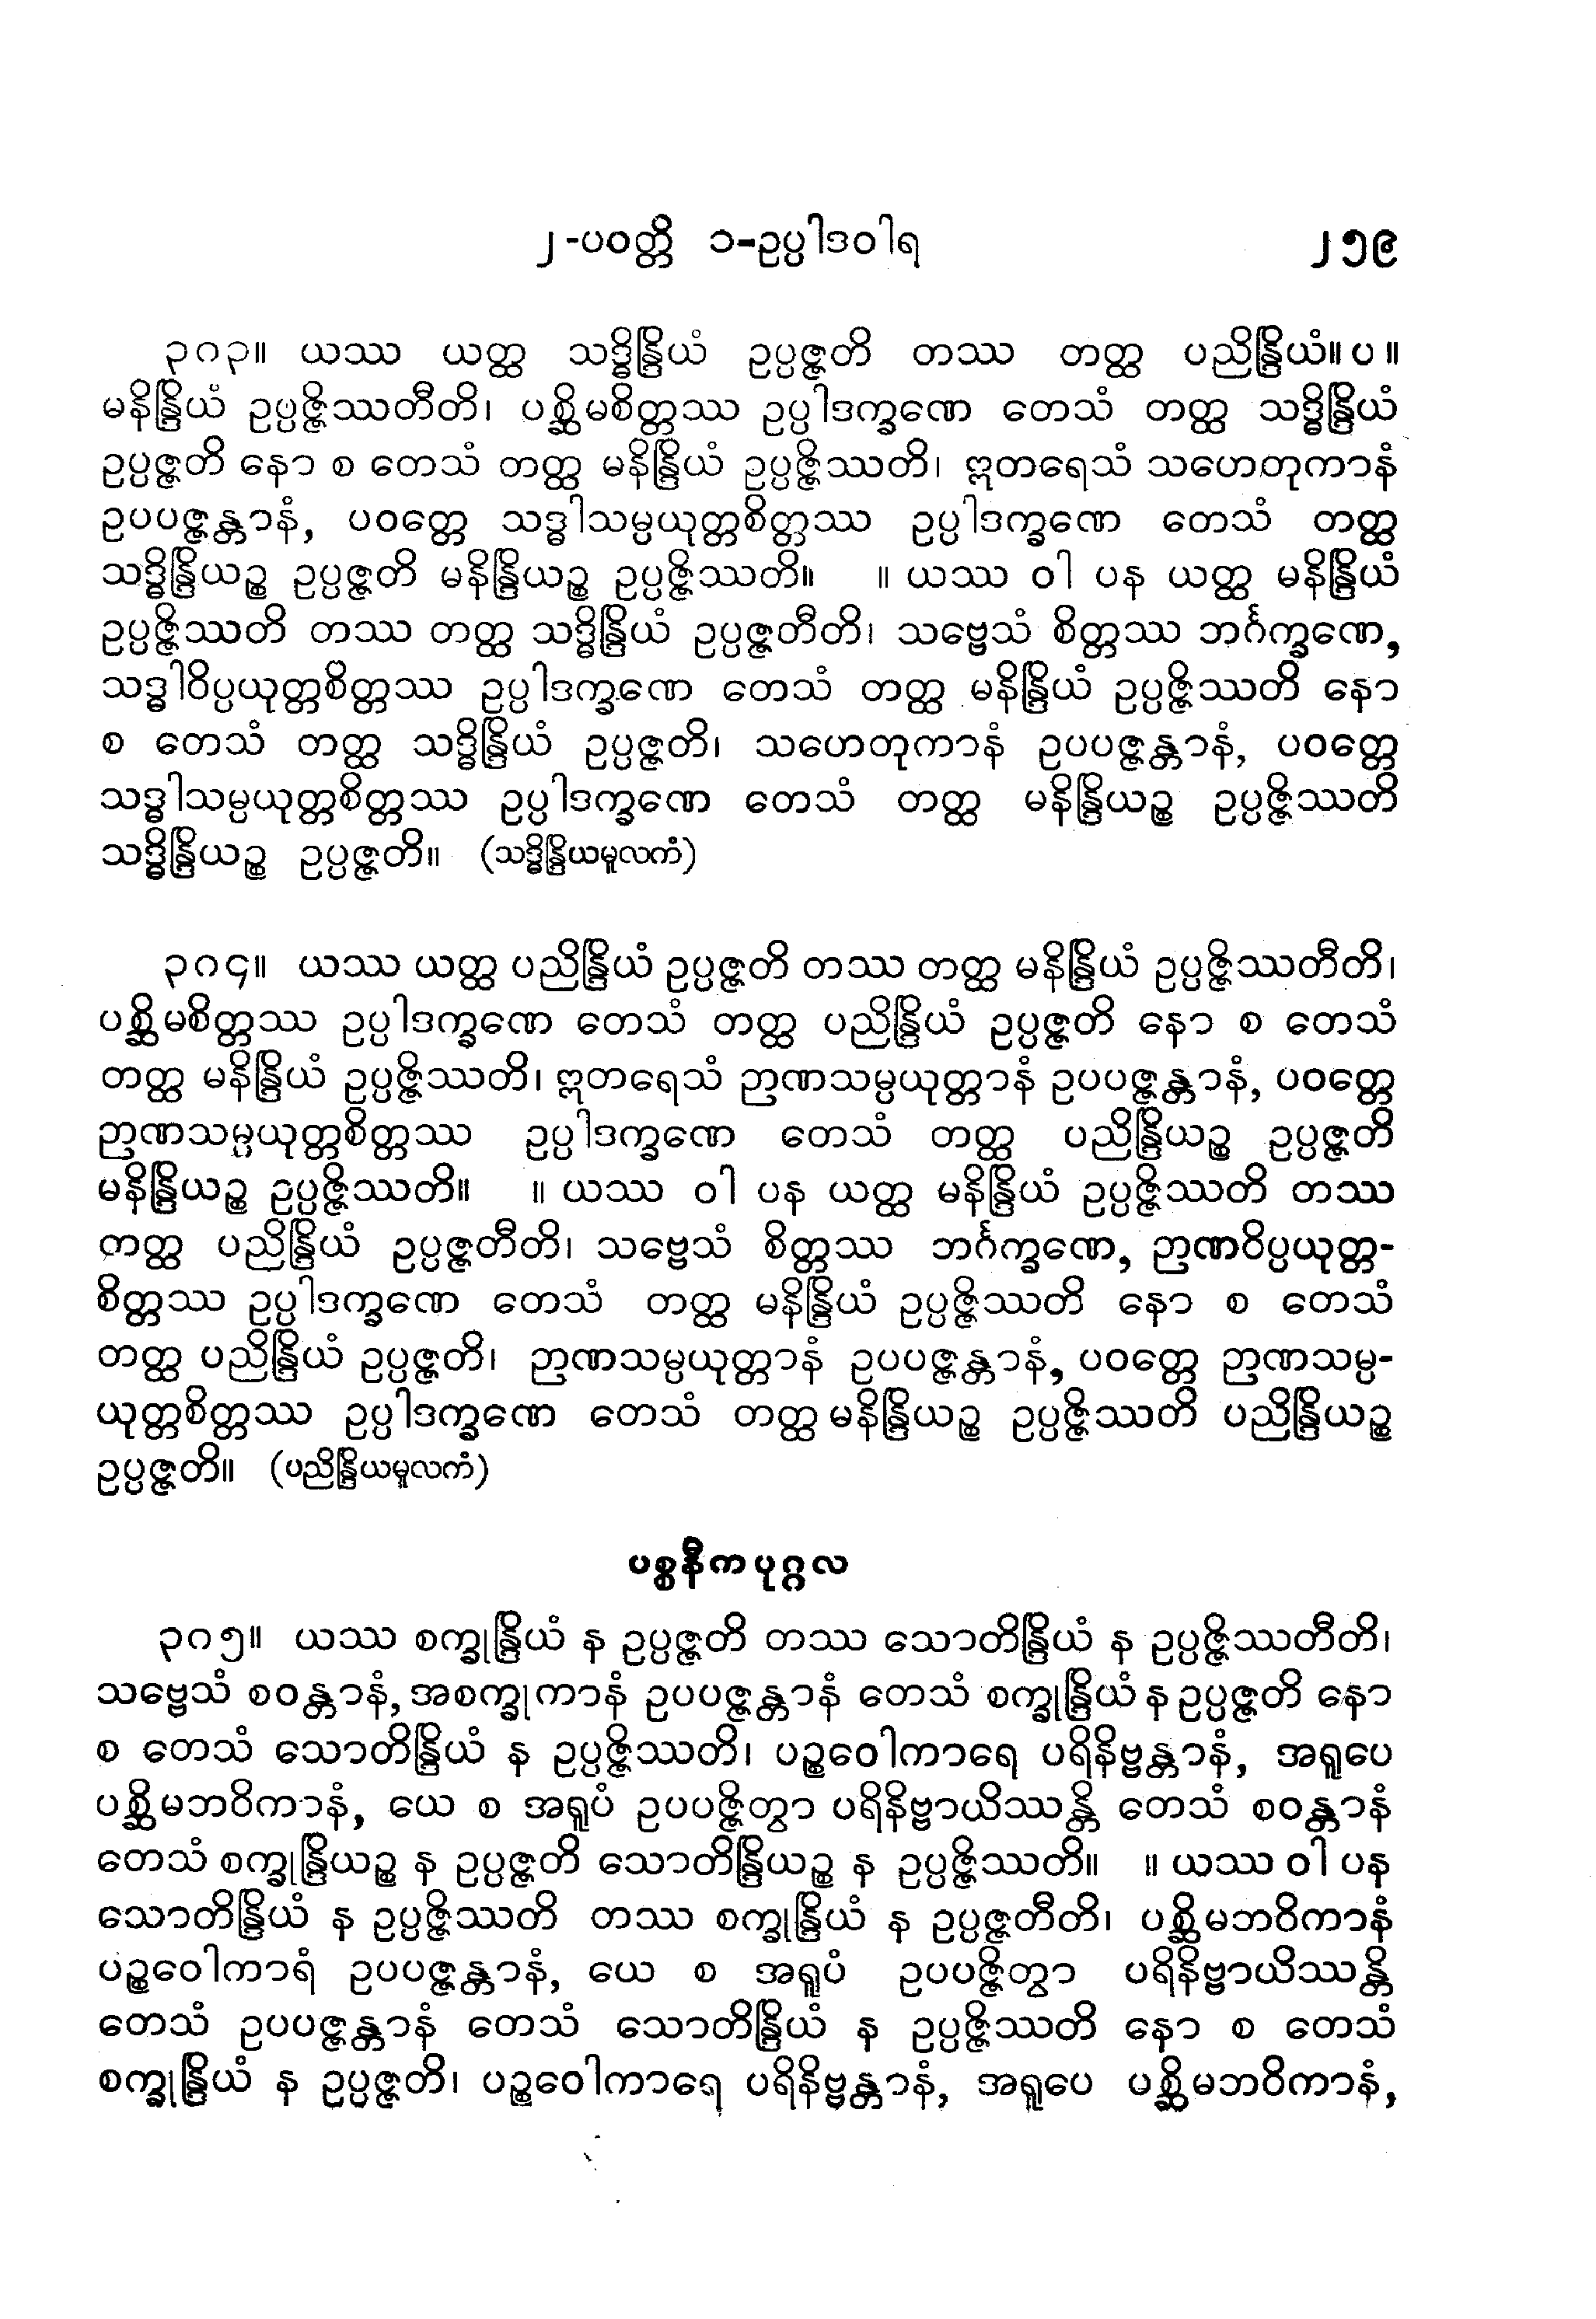 ၂-ပဝတ္တိ ၁-ဥပ္ပါဒဝါရ ၂၅၉
၃ဂ၃။ ယဿ ယတ္ထ သဒ္ဓိန္ဒြိယံ ဥပ္ပဇ္ဇတိ တဿ တတ္ထ ပညိန္ဒြိယံ။ပ။
မနိန္ဒြိယံ ဥပ္ပဇ္ဇိဿတီတိ၊ ပစ္ဆိမစိတ္တဿ ဥပ္ပါဒက္ခဏေ တေသံ တတ္ထ သဒ္ဓိန္ဒြိယံ
ဥပ္ပဇ္ဇတိ နော စ တေသံ တတ္ထ မနိန္ဒြိယံ ဥပ္ပဇ္ဇိဿတိ၊ ဣတရေသံ သဟေတုကာနံ
ဥပပဇ္ဇန္တာနံ, ပဝတ္တေ သဒ္ဓါသမ္ပယုတ္တစိတ္တဿ ဥပ္ပါဒက္ခဏေ တေသံ တတ္ထ
သဒ္ဓိန္ဒြိယဉ္စ ဥပ္ပဇ္ဇတိ မနိန္ဒြိယဉ္စ ဥပ္ပဇ္ဇိဿတိ။ ။ ယဿ ဝါ ပန ယတ္ထ မနိန္ဒြိယံ
ဥပ္ပဇ္ဇိဿတိ တဿ တတ္ထ သဒ္ဓိန္ဒြိယံ ဥပ္ပဇ္ဇတီတိ၊ သဗ္ဗေသံ စိတ္တဿ ဘင်္ဂက္ခဏေ,
သဒ္ဓါဝိပ္ပယုတ္တစိတ္တဿ ဥပ္ပါဒက္ခဏေ တေသံ တတ္ထ မနိန္ဒြိယံ ဥပ္ပဇ္ဇိဿတိ နော
စ တေသံ တတ္ထ သဒ္ဓိန္ဒြိယံ ဥပ္ပဇ္ဇတိ၊ သဟေတုကာနံ ဥပပဇ္ဇန္တာနံ, ပဝတ္တေ
သဒ္ဓါသမ္ပယုတ္တစိတ္တဿ ဥပ္ပါဒက္ခဏေ တေသံ တတ္ထ မနိန္ဒြိယဉ္စ ဥပ္ပဇ္ဇိဿတိ
သဒ္ဓိန္ဒြိယဉ္စ ဥပ္ပဇ္ဇတိ။ (သဒ္ဓိန္ဒြိယမူလကံ)
၃ဂ၄။ ယဿ ယတ္ထ ပညိန္ဒြိယံ ဥပ္ပဇ္ဇတိ တဿ တတ္ထ မနိန္ဒြိယံ ဥပ္ပဇ္ဇိဿတီတိ၊
ပစ္ဆိမစိတ္တဿ ဥပ္ပါဒက္ခဏေ တေသံ တတ္ထ ပညိန္ဒြိယံ ဥပ္ပဇ္ဇတိ နော စ တေသံ
တတ္ထ မနိန္ဒြိယံ ဥပ္ပဇ္ဇိဿတိ၊ ဣတရေသံ ဉာဏသမ္ပယုတ္တာနံ ဥပပဇ္ဇန္တာနံ, ပဝတ္တေ
ဉာဏသမ္ပယုတ္တစိတ္တဿ ဥပ္ပါဒက္ခဏေ တေသံ တတ္ထ ပညိန္ဒြိယဉ္စ ဥပ္ပဇ္ဇတိ
မနိန္ဒြိယဉ္စ ဥပ္ပဇ္ဇိဿတိ။ ။ ယဿ ဝါ ပန ယတ္ထ မနိန္ဒြိယံ ဥပ္ပဇ္ဇိဿတိ တဿ
တတ္ထ ပညိန္ဒြိယံ ဥပ္ပဇ္ဇတီတိ၊ သဗ္ဗေသံ စိတ္တဿ ဘင်္ဂက္ခဏေ, ဉာဏဝိပ္ပယုတ္တ-
စိတ္တဿ ဥပ္ပါဒက္ခဏေ တေသံ တတ္ထ မနိန္ဒြိယံ ဥပ္ပဇ္ဇိဿတိ နော စ တေသံ
တတ္ထ ပညိန္ဒြိယံ ဥပ္ပဇ္ဇတိ၊ ဉာဏသမ္ပယုတ္တာနံ ဥပပဇ္ဇန္တာနံ, ပဝတ္တေ ဉာဏသမ္ပ-
ယုတ္တစိတ္တဿ ဥပ္ပါဒက္ခဏေ တေသံ တတ္ထ မနိန္ဒြိယဉ္စ ဥပ္ပဇ္ဇိဿတိ ပညိန္ဒြိယဉ္စ
ဥပ္ပဇ္ဇတိ။ (ပညိန္ဒြိယမူလကံ)
ပစ္စနီကပုဂ္ဂလ
၃ဂ၅။ ယဿ စက္ခုန္ဒြိယံ န ဥပ္ပဇ္ဇတိ တဿ သောတိန္ဒြိယံ န ဥပ္ပဇ္ဇိဿတီတိ၊
သဗ္ဗေသံ စဝန္တာနံ, အစက္ခုကာနံ ဥပပဇ္ဇန္တာနံ တေသံ စက္ခုန္ဒြိယံ န ဥပ္ပဇ္ဇတိ နော
စ တေသံ သောတိန္ဒြိယံ န ဥပ္ပဇ္ဇိဿတိ၊ ပဉ္စဝေါကာရေ ပရိနိဗ္ဗန္တာနံ, အရူပေ
ပစ္ဆိမဘဝိကာနံ, ယေ စ အရူပံ ဥပပဇ္ဇိတွာ ပရိနိဗ္ဗာယိဿန္တိ တေသံ စဝန္တာနံ
တေသံ စက္ခုန္ဒြိယဉ္စ န ဥပ္ပဇ္ဇတိ သောတိန္ဒြိယဉ္စ န ဥပ္ပဇ္ဇိဿတိ။ ။ ယဿ ဝါ ပန
သောတိန္ဒြိယံ န ဥပ္ပဇ္ဇိဿတိ တဿ စက္ခုန္ဒြိယံ န ဥပ္ပဇ္ဇတီတိ၊ ပစ္ဆိမဘဝိကာနံ
ပဉ္စဝေါကာရံ ဥပပဇ္ဇန္တာနံ, ယေ စ အရူပံ ဥပပဇ္ဇိတွာ ပရိနိဗ္ဗာယိဿန္တိ
တေသံ ဥပပဇ္ဇန္တာနံ တေသံ သောတိန္ဒြိယံ န ဥပ္ပဇ္ဇိဿတိ နော စ တေသံ
စက္ခုန္ဒြိယံ န ဥပ္ပဇ္ဇတိ၊ ပဉ္စဝေါကာရေ ပရိနိဗ္ဗန္တာနံ, အရူပေ ပစ္ဆိမဘဝိကာနံ,